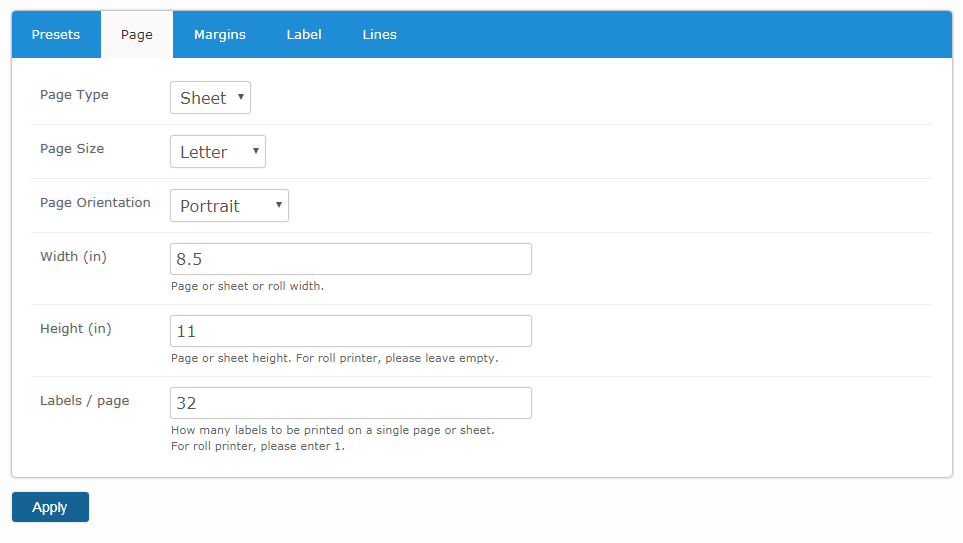 Presets Page Margins Label Lines
Page Type Sheet
Page Size Letter
Page Orientation Portrait
Width (in) 8.5
Page or sheet or roll width.
Height (in) 11
Page or sheet height. For roll printer, please leave empty.
Labels / page 32
How many labels to be printed on a single page or sheet.
For roll printer, please enter 1.
Apply